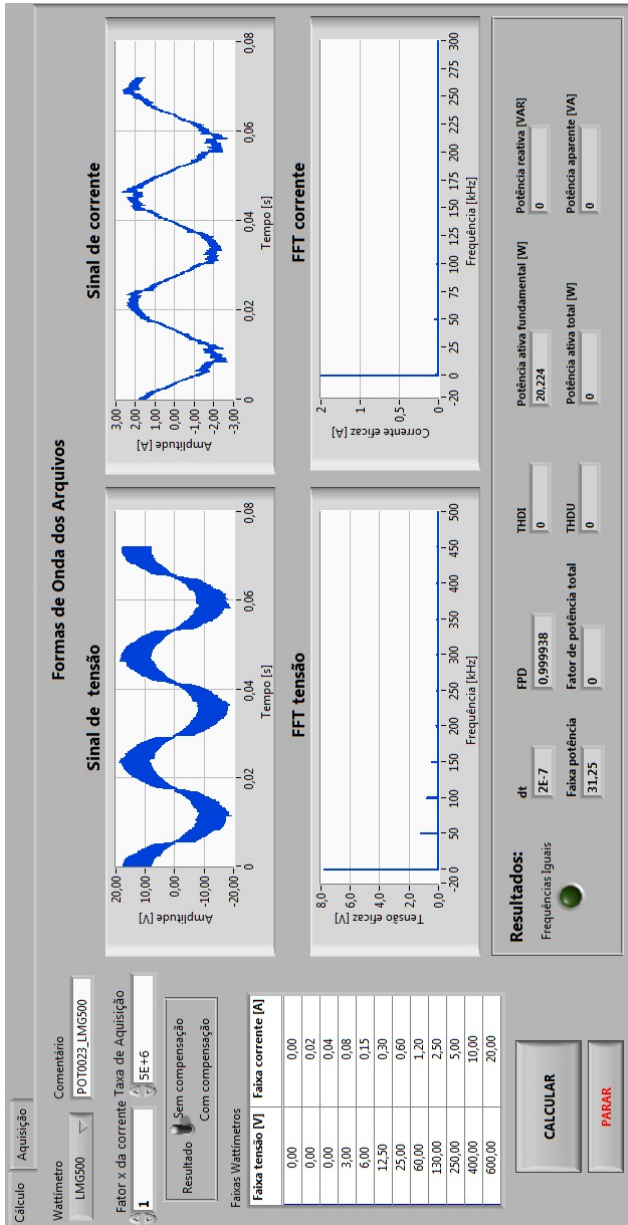 Cálculo
Aquisição
Wattímetro
LMG500
Comentário
POT0023_LMG500
Fator x da corrente
1
Taxa de Aquisição
5E+6
Resultado
Sem compensação
Com compensação
Faixas Wattímetros
Faixa tensão [V] Faixa corrente [A]
0,00 0,00
0,00 0,02
0,00 0,04
3,00 0,08
6,00 0,15
12,50 0,30
25,00 0,60
60,00 1,20
130,00 2,50
250,00 5,00
400,00 10,00
600,00 20,00
CALCULAR
PARAR
Formas de Onda dos Arquivos
Sinal de tensão
Amplitude [V]
20,00
10,00
0,00
-10,00
-20,00
0 0,02 0,04 0,06 0,08
Tempo [s]
Sinal de corrente
Amplitude [A]
3,00
2,00
1,00
0,00
-1,00
-2,00
-3,00
0 0,02 0,04 0,06 0,08
Tempo [s]
FFT tensão
Tensão eficaz [V]
8,0
6,0
4,0
2,0
0,0
-20 0 50 100 150 200 250 300 350 400 450 500
Frequência [kHz]
FFT corrente
Corrente eficaz [A]
2
1
0,5
0
-20 0 25 50 75 100 125 150 175 200 225 250 275 300
Frequência [kHz]
Resultados:
Frequências Iguais
dt
2E-7
FPD
0,999938
THDI
0
Potência ativa fundamental [W]
20,224
Potência reativa [VAR]
0
Faixa potência
31,25
Fator de potência total
0
THDU
0
Potência ativa total [W]
0
Potência aparente [VA]
0